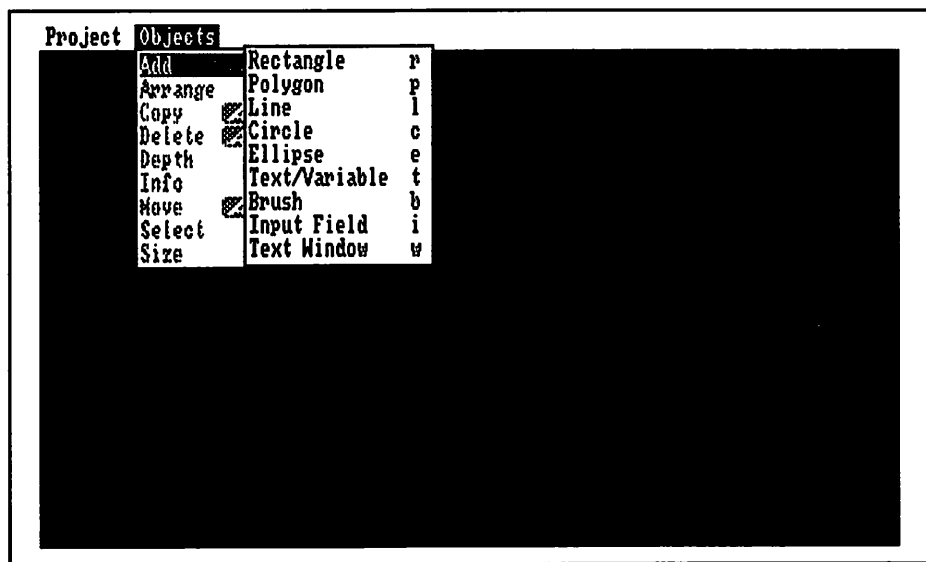 Project Objects
Add
Arrange
Copy
Delete
Depth
Info
Move
Select
Size
Rectangle r
Polygon p
Line l
Circle c
Ellipse e
Text/Variable t
Brush b
Input Field i
Text Window w